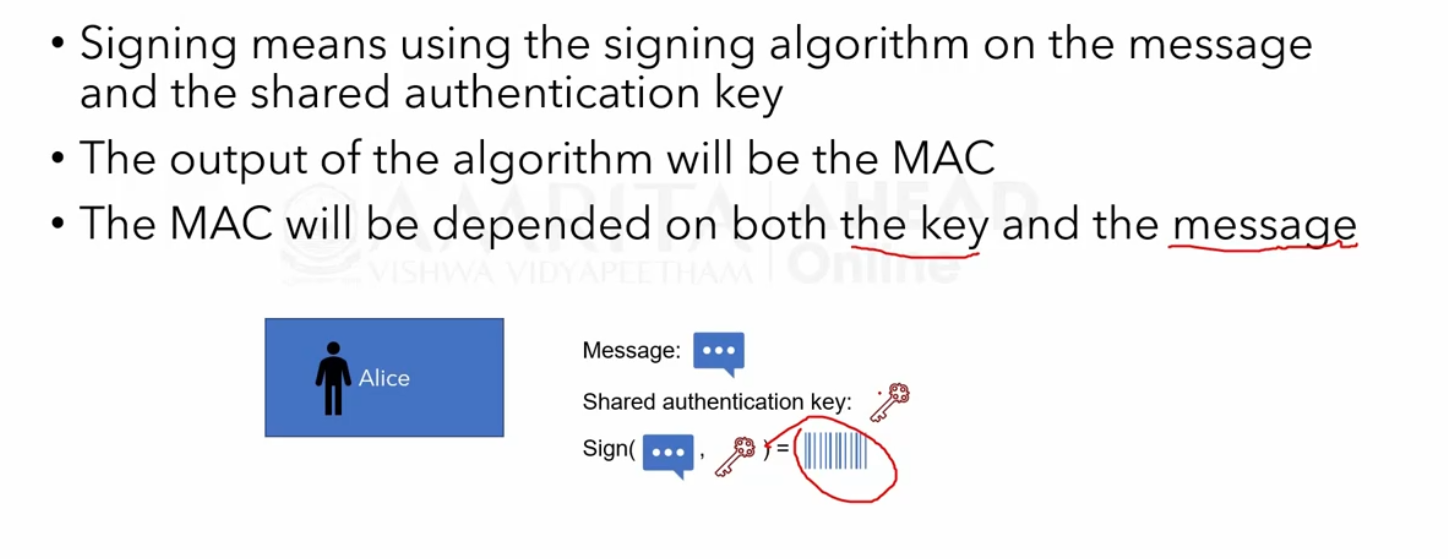 • Signing means using the signing algorithm on the message
and the shared authentication key
• The output of the algorithm will be the MAC
• The MAC will be depended on both the key and the message
AMRITA AHEAD
VISHWA VIDYAPEETHAM Online
Alice
Message:
Shared authentication key:
Sign( , ) =